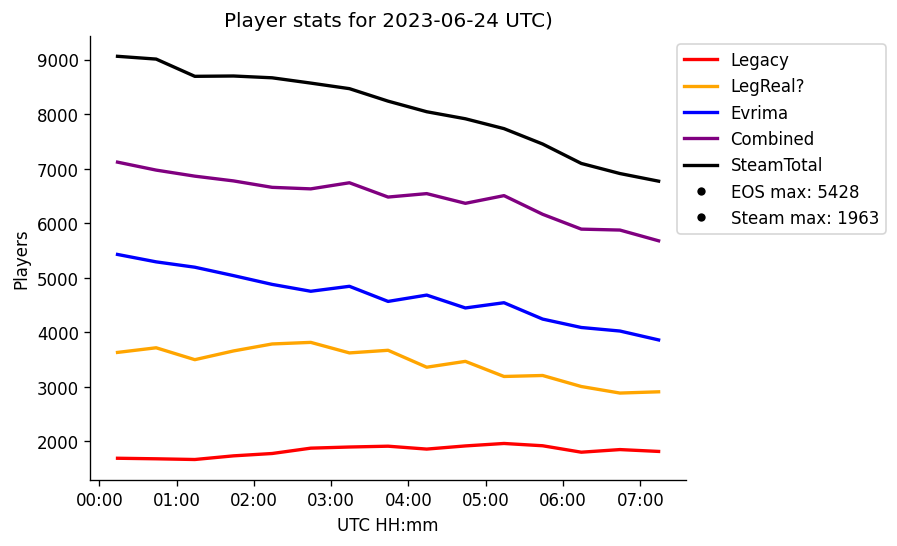 Player stats for 2023-06-24 UTC)
Players
9000
8000
7000
6000
5000
4000
3000
2000
00:00 01:00 02:00 03:00 04:00 05:00 06:00 07:00
UTC HH:mm
Legacy
LegReal?
Evrima
Combined
SteamTotal
EOS max: 5428
Steam max: 1963